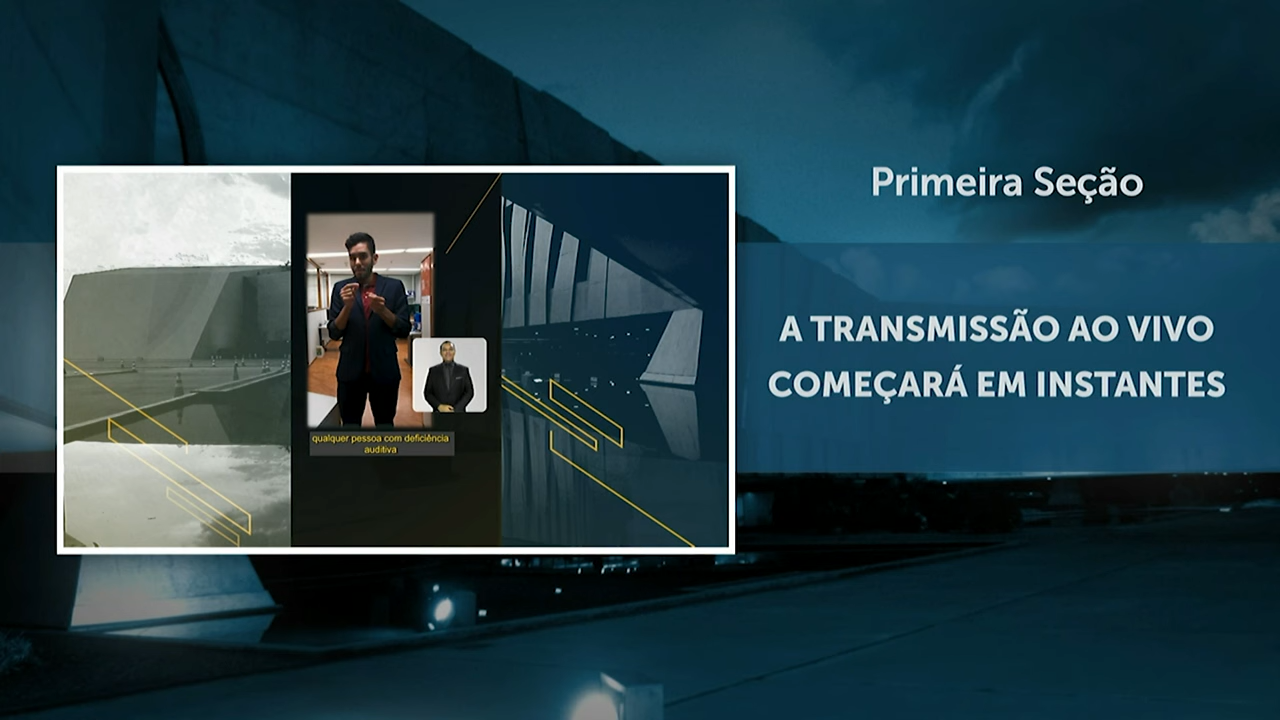 Primeira Seção
A TRANSMISSÃO AO VIVO
COMEÇARÁ EM INSTANTES
qualquer pessoa com deficiência
auditiva